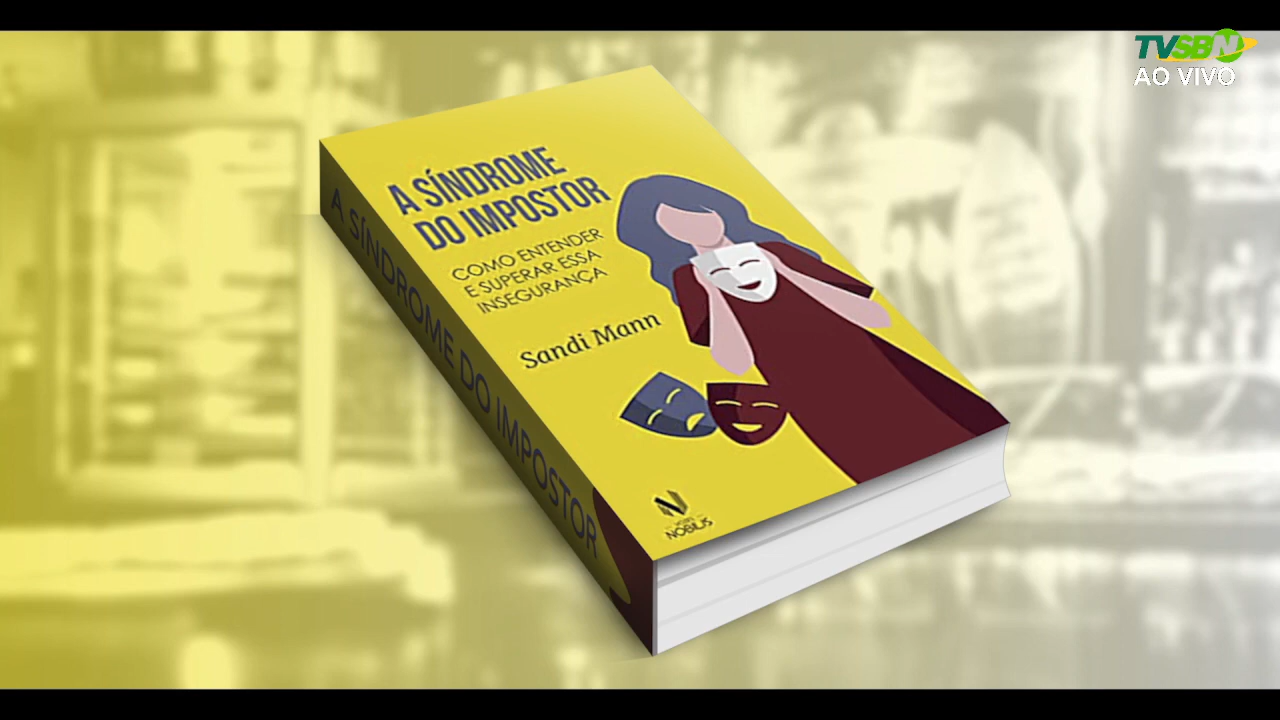 TVSBN
AO VIVO
A SÍNDROME
DO IMPOSTOR
COMO ENTENDER
E SUPERAR ESSA
INSEGURANÇA
Sandi Mann
NOBILIS
A SÍNDROME DO IMPOSTOR